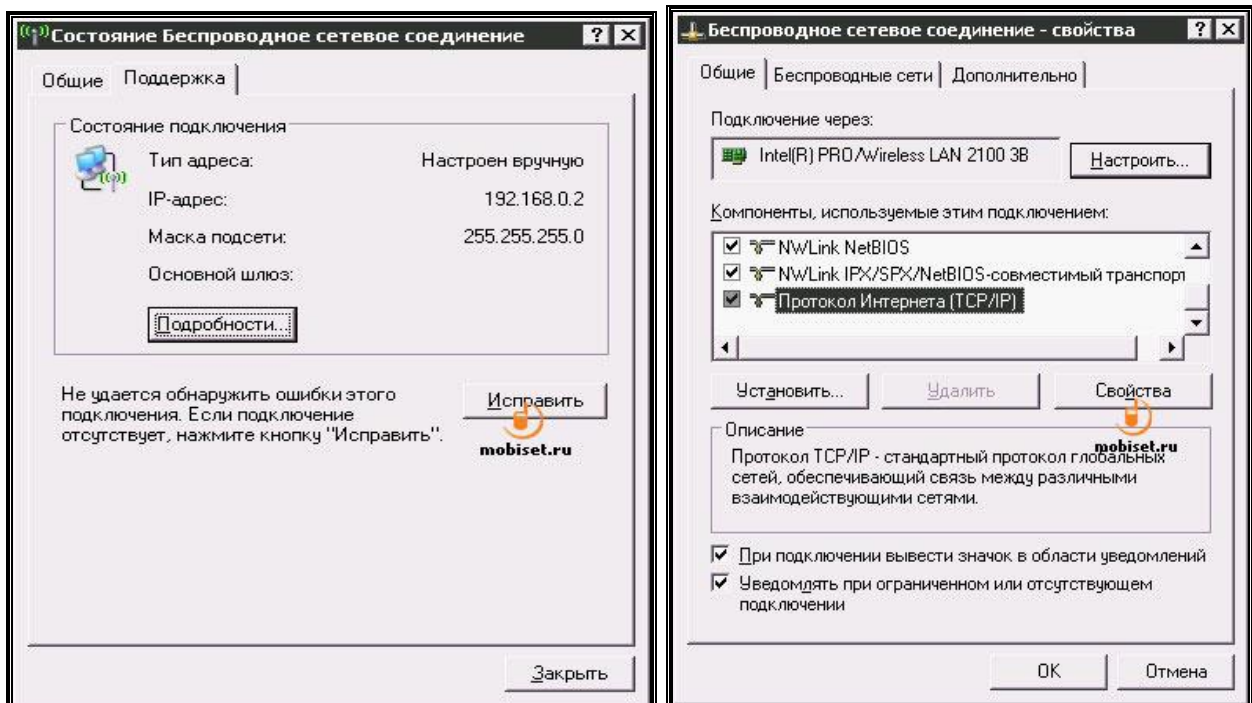 Состояние Беспроводное сетевое соединение
Общие
Поддержка
Состояние подключения
Тип адреса: Настроен вручную
IP-адрес: 192.168.0.2
Маска подсети: 255.255.255.0
Основной шлюз:
Подробности...
Не удается обнаружить ошибки этого
подключения. Если подключение
отсутствует, нажмите кнопку "Исправить".
Исправить
mobiset.ru
Закрыть
Беспроводное сетевое соединение - свойства
Общие
Беспроводные сети
Дополнительно
Подключение через:
Intel(R) PRO/Wireless LAN 2100 3B
Настроить...
Компоненты, используемые этим подключением:
NWLink NetBIOS
NWLink IPX/SPX/NetBIOS-совместимый транспорт
Протокол Интернета (TCP/IP)
Установить...
Удалить
Свойства
Описание
mobiset.ru
Протокол TCP/IP - стандартный протокол глобальных
сетей, обеспечивающий связь между различными
взаимодействующими сетями.
При подключении вывести значок в области уведомлений
Уведомлять при ограниченном или отсутствующем
подключении
OK
Отмена